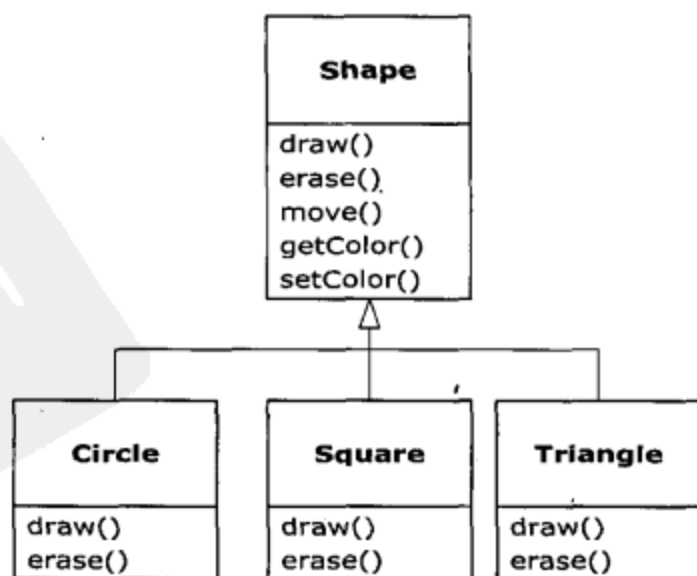 Shape
draw()
erase()
move()
getColor()
setColor()
Circle
draw()
erase()
Square
draw()
erase()
Triangle
draw()
erase()